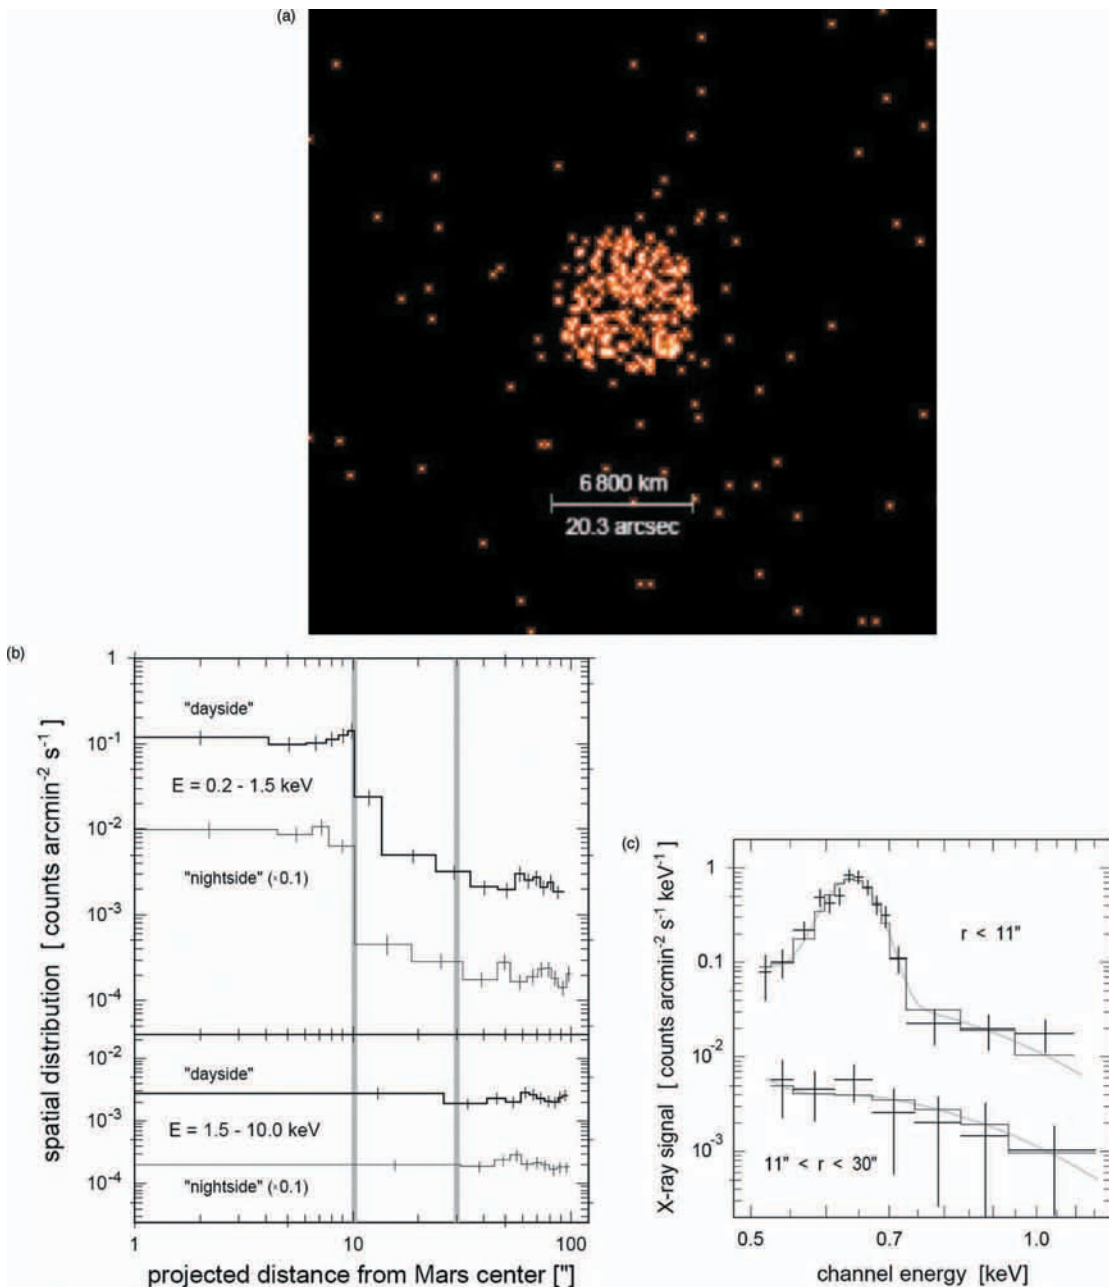 (a)
6 800 km
20.3 arcsec
(b)
spatial distribution [ counts arcmin⁻² s⁻¹ ]
1
10⁻¹
10⁻²
10⁻³
10⁻⁴
"dayside"
E = 0.2 - 1.5 keV
"nightside" (*0.1)
10⁻²
10⁻³
10⁻⁴
"dayside"
E = 1.5 - 10.0 keV
"nightside" (*0.1)
1 10 100
projected distance from Mars center ["]
(c)
X-ray signal [ counts arcmin⁻² s⁻¹ keV⁻¹ ]
1
0.1
10⁻²
10⁻³
r < 11"
11" < r < 30"
0.5 0.7 1.0
channel energy [keV]